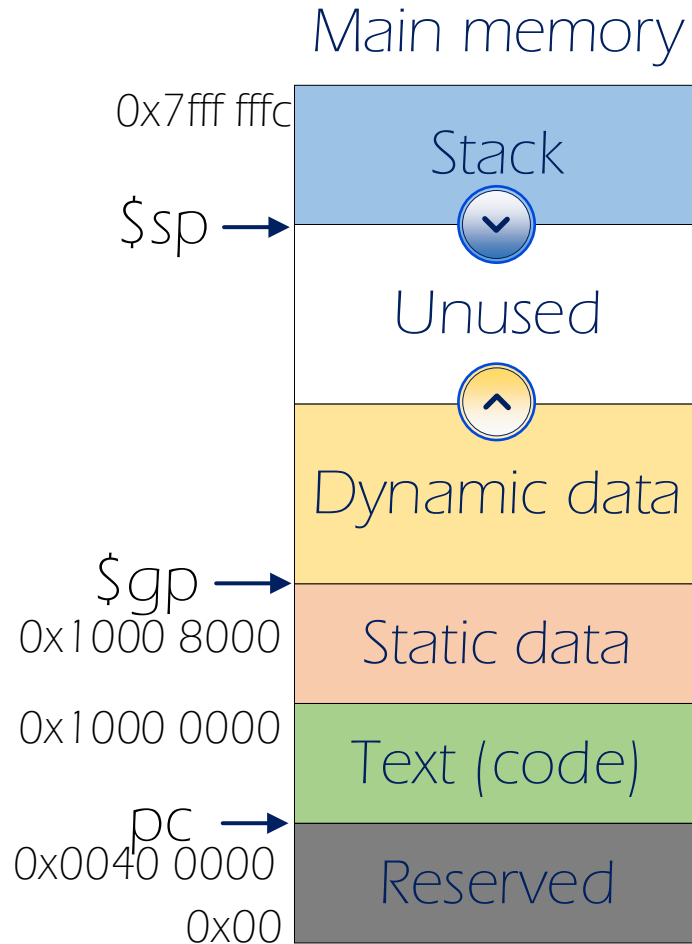 Main memory
0x7fff fffc
Stack
$sp
Unused
Dynamic data
$gp
0x1000 8000
Static data
0x1000 0000
Text (code)
pc
0x0040 0000
Reserved
0x00